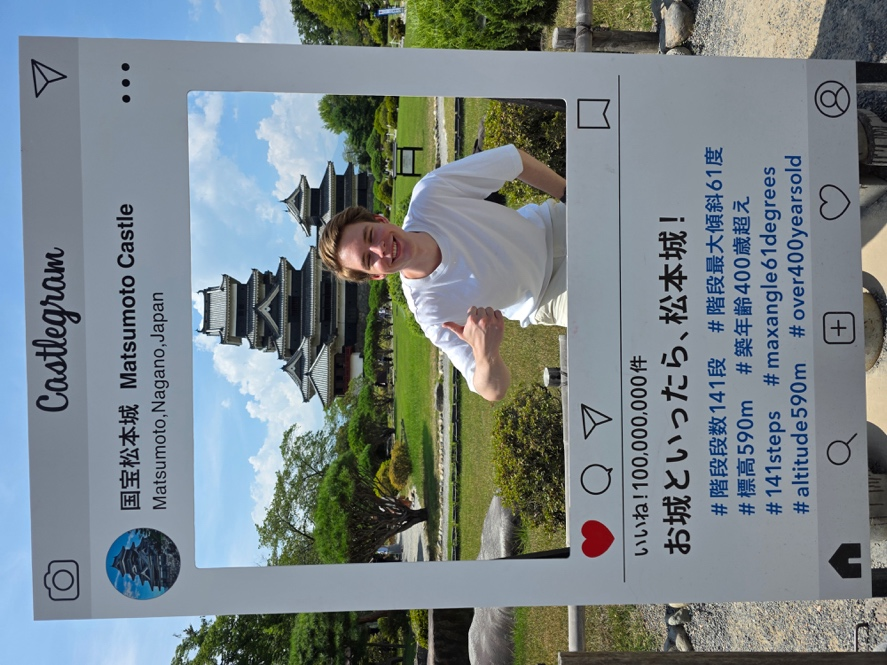 Castlegram
国宝松本城 Matsumoto Castle
Matsumoto,Nagano,Japan
いいね!100,000,000件
お城といったら、松本城!
#階段段数141段 #階段最大傾斜61度
#標高590m #築年齢400歳超え
#141steps #maxangle61degrees
#altitude590m #over400yearsold